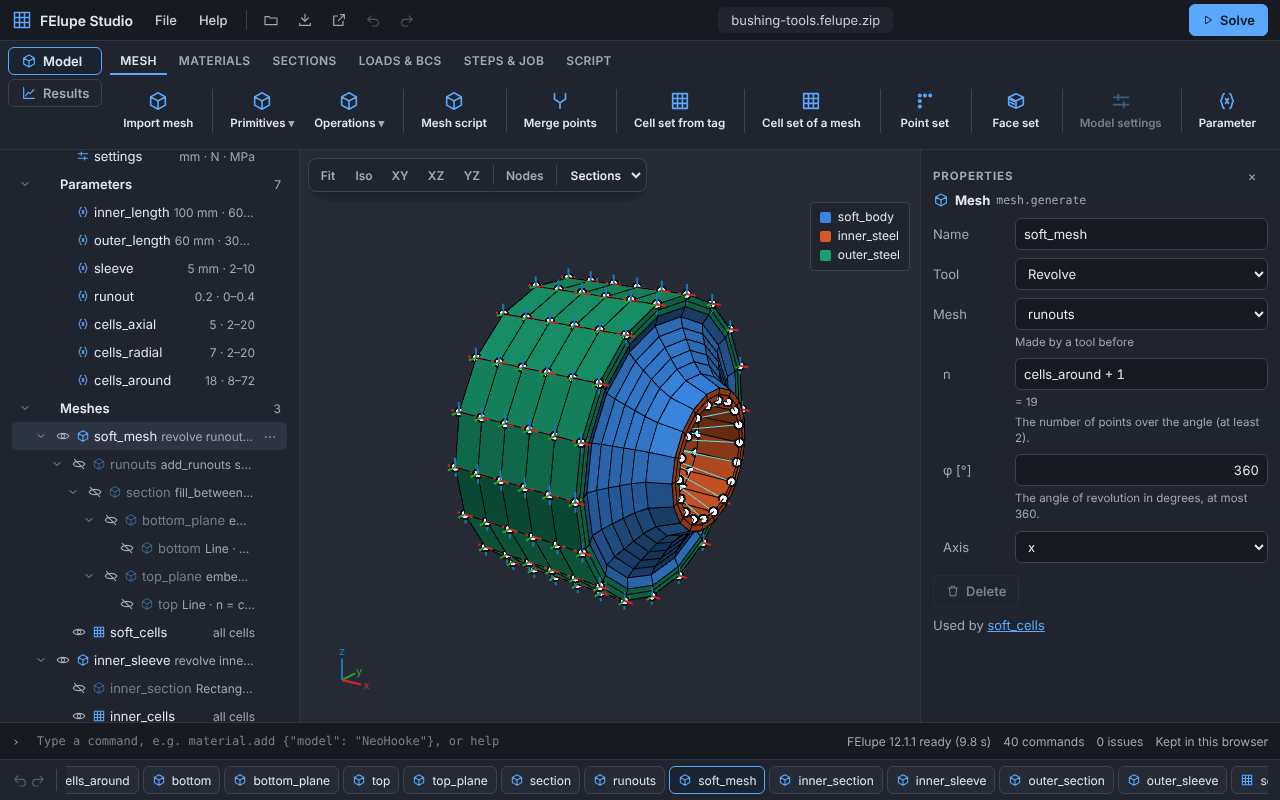 FElupe Studio File Help bushing-tools.felupe.zip Solve
Model MESH MATERIALS SECTIONS LOADS & BCS STEPS & JOB SCRIPT
Results
Import mesh Primitives ▾ Operations ▾ Mesh script Merge points Cell set from tag Cell set of a mesh Point set Face set Model settings Parameter
settings mm · N · MPa
Parameters 7
inner_length 100 mm · 60…
outer_length 60 mm · 30…
sleeve 5 mm · 2–10
runout 0.2 · 0–0.4
cells_axial 5 · 2–20
cells_radial 7 · 2–20
cells_around 18 · 8–72
Meshes 3
soft_mesh revolve runout… ···
runouts add_runouts s…
section fill_between…
bottom_plane e…
bottom Line · …
top_plane embe…
top Line · n = c…
soft_cells all cells
inner_sleeve revolve inne…
inner_section Rectang…
inner_cells all cells
Fit Iso XY XZ YZ Nodes Sections
soft_body
inner_steel
outer_steel
z
y
x
PROPERTIES ×
Mesh mesh.generate
Name soft_mesh
Tool Revolve
Mesh runouts
Made by a tool before
n cells_around + 1
= 19
The number of points over the angle (at least
2).
φ [°] 360
The angle of revolution in degrees, at most
360.
Axis x
Delete
Used by soft_cells
› Type a command, e.g. material.add {"model": "NeoHooke"}, or help FElupe 12.1.1 ready (9.8 s) 40 commands 0 issues Kept in this browser
ells_around bottom bottom_plane top top_plane section runouts soft_mesh inner_section inner_sleeve outer_section outer_sleeve